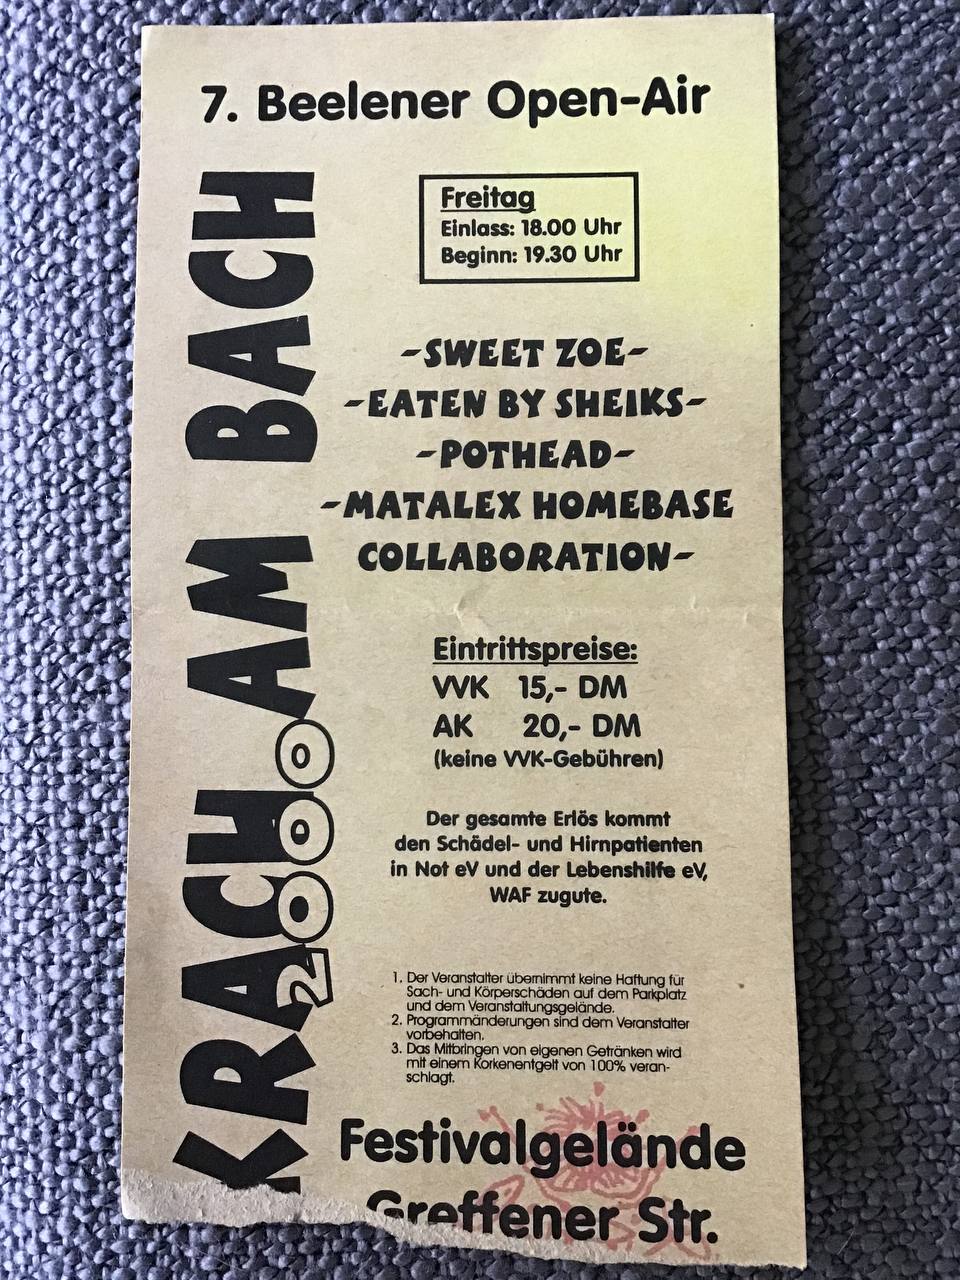 7. Beelener Open-Air
KRACH AM BACH
2000
Freitag
Einlass: 18.00 Uhr
Beginn: 19.30 Uhr
-SWEET ZOE-
-EATEN BY SHEIKS-
-POTHEAD-
-MATALEX HOMEBASE
COLLABORATION-
Eintrittspreise:
VVK 15,- DM
AK 20,- DM
(keine VVK-Gebühren)
Der gesamte Erlös kommt
den Schädel- und Hirnpatienten
in Not eV und der Lebenshilfe eV,
WAF zugute.
1. Der Veranstalter übernimmt keine Haftung für
Sach- und Körperschäden auf dem Parkplatz
und dem Veranstaltungsgelände.
2. Programmänderungen sind dem Veranstalter
vorbehalten.
3. Das Mitbringen von eigenen Getränken wird
mit einem Korkenentgelt von 100% veran-
schlagt.
Festivalgelände
Greffener Str.